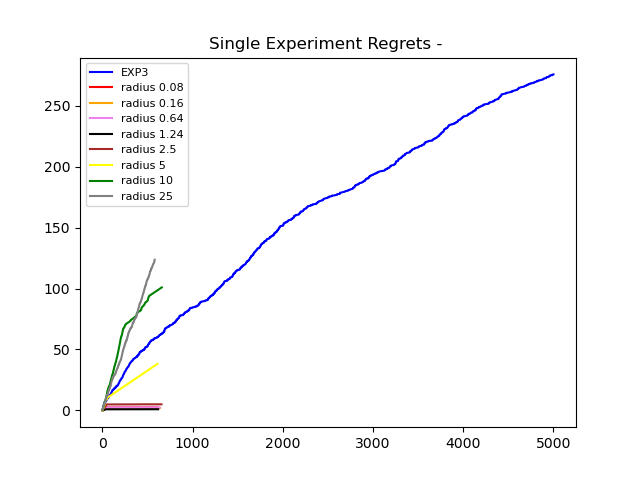 Single Experiment Regrets -
EXP3
radius 0.08
radius 0.16
radius 0.64
radius 1.24
radius 2.5
radius 5
radius 10
radius 25
250
200
150
100
50
0
0 1000 2000 3000 4000 5000